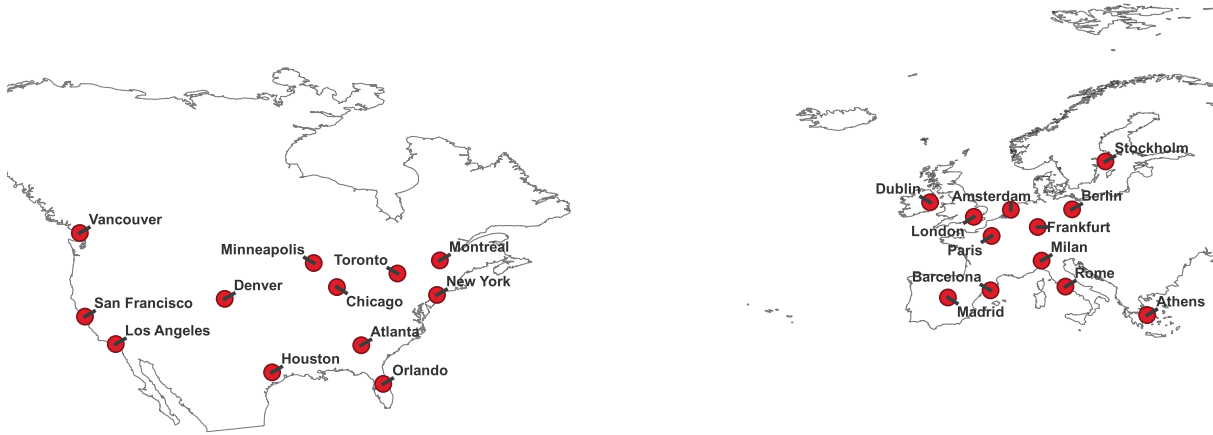 Vancouver
San Francisco
Los Angeles
Denver
Minneapolis
Chicago
Toronto
Montreal
New York
Atlanta
Houston
Orlando
Stockholm
Dublin
Amsterdam
Berlin
London
Frankfurt
Paris
Milan
Barcelona
Rome
Madrid
Athens